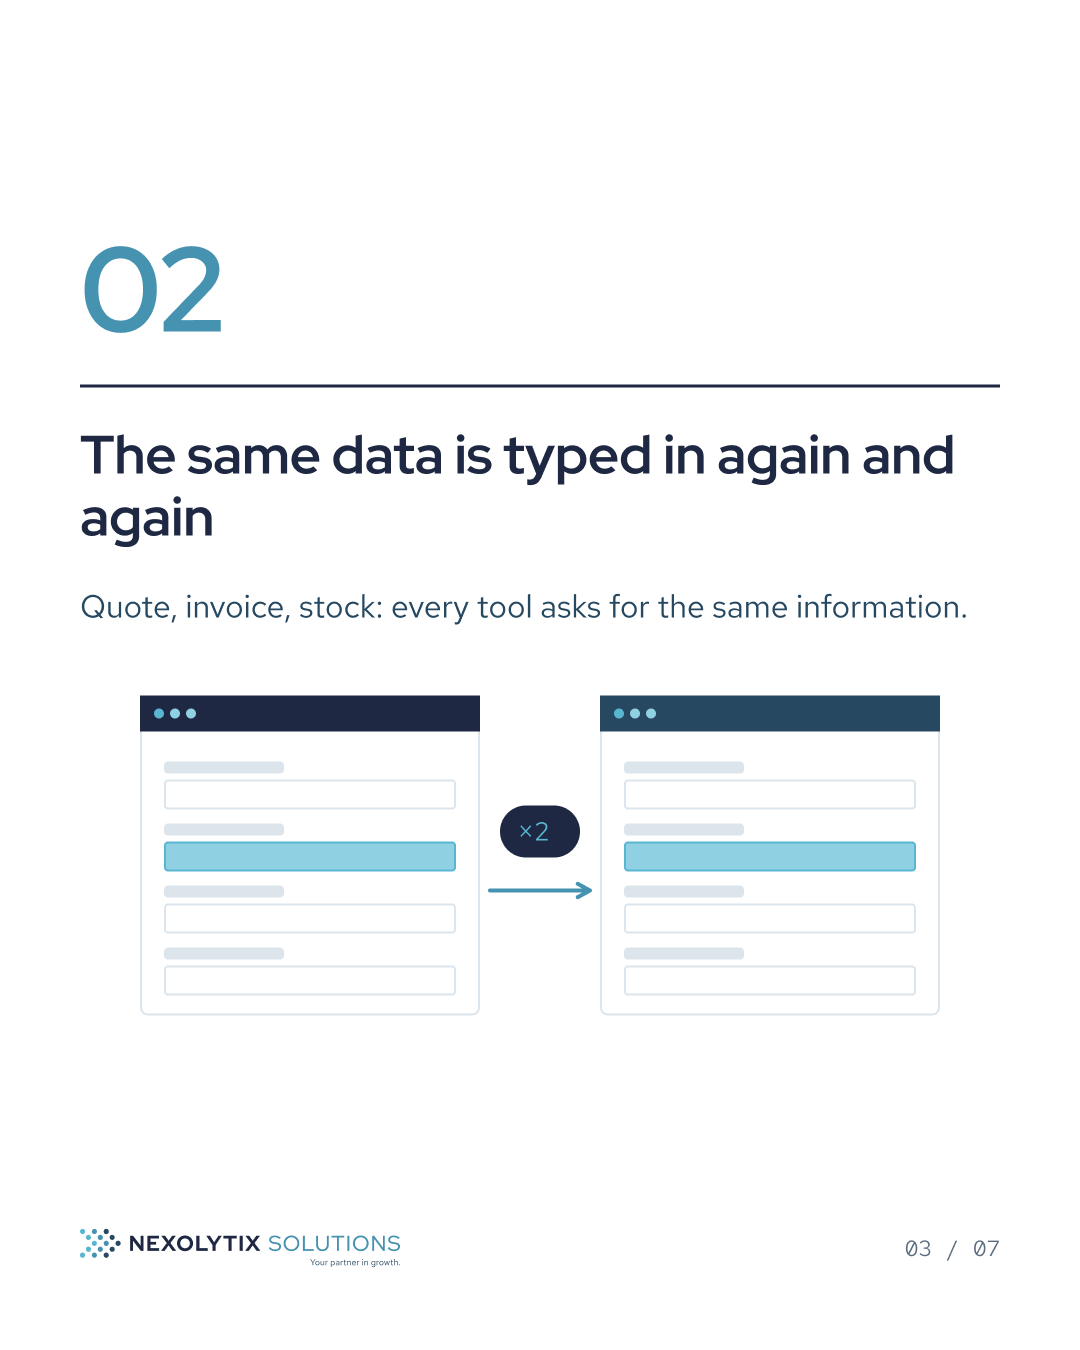 02
The same data is typed in again and
again
Quote, invoice, stock: every tool asks for the same information.
×2
NEXOLYTIX SOLUTIONS
Your partner in growth.
03 / 07